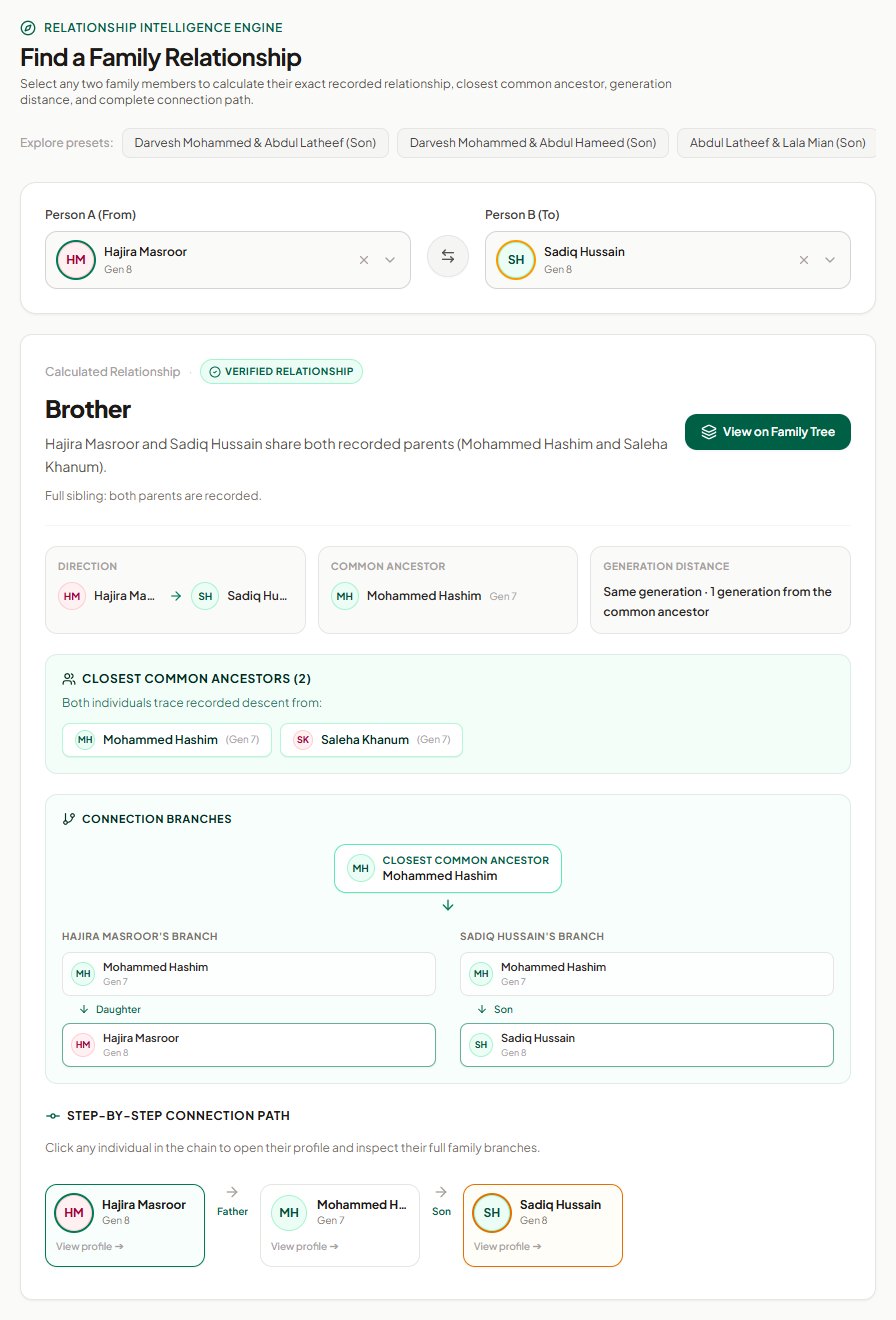 RELATIONSHIP INTELLIGENCE ENGINE
Find a Family Relationship
Select any two family members to calculate their exact recorded relationship, closest common ancestor, generation
distance, and complete connection path.
Explore presets:
Darvesh Mohammed & Abdul Latheef (Son)
Darvesh Mohammed & Abdul Hameed (Son)
Abdul Latheef & Lala Mian (Son)
Person A (From)
HM
Hajira Masroor
Gen 8
Person B (To)
SH
Sadiq Hussain
Gen 8
Calculated Relationship ·
VERIFIED RELATIONSHIP
Brother
Hajira Masroor and Sadiq Hussain share both recorded parents (Mohammed Hashim and Saleha
Khanum).
Full sibling: both parents are recorded.
View on Family Tree
DIRECTION
HM Hajira Ma... → SH Sadiq Hu...
COMMON ANCESTOR
MH Mohammed Hashim Gen 7
GENERATION DISTANCE
Same generation · 1 generation from the
common ancestor
CLOSEST COMMON ANCESTORS (2)
Both individuals trace recorded descent from:
MH Mohammed Hashim (Gen 7)
SK Saleha Khanum (Gen 7)
CONNECTION BRANCHES
MH
CLOSEST COMMON ANCESTOR
Mohammed Hashim
HAJIRA MASROOR'S BRANCH
MH
Mohammed Hashim
Gen 7
Daughter
HM
Hajira Masroor
Gen 8
SADIQ HUSSAIN'S BRANCH
MH
Mohammed Hashim
Gen 7
Son
SH
Sadiq Hussain
Gen 8
STEP-BY-STEP CONNECTION PATH
Click any individual in the chain to open their profile and inspect their full family branches.
HM
Hajira Masroor
Gen 8
View profile →
Father
MH
Mohammed H...
Gen 7
View profile →
Son
SH
Sadiq Hussain
Gen 8
View profile →